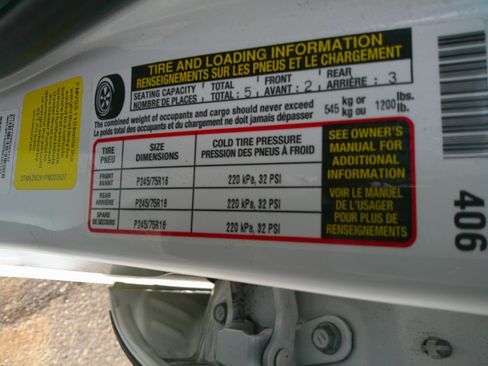 TIRE AND LOADING INFORMATION
RENSEIGNEMENTS SUR LES PNEUS ET LE CHARGEMENT
SEATING CAPACITY TOTAL FRONT REAR
NOMBRE DE PLACES: TOTAL: 5 AVANT: 2 ARRIÈRE: 3
The combined weight of occupants and cargo should never exceed 545 kg or 1200 lbs.
Le poids total des occupants et du chargement ne doit jamais dépasser kg ou lb.
TIRE SIZE COLD TIRE PRESSURE
PNEU DIMENSIONS PRESSION DES PNEUS À FROID
FRONT
AVANT P245/75R16 220 kPa, 32 PSI
REAR
ARRIÈRE P245/75R16 220 kPa, 32 PSI
SPARE
DE SECOURS P245/75R16 220 kPa, 32 PSI
SEE OWNER'S
MANUAL FOR
ADDITIONAL
INFORMATION
VOIR LE MANUEL
DE L'USAGER
POUR PLUS DE
RENSEIGNEMENTS
406